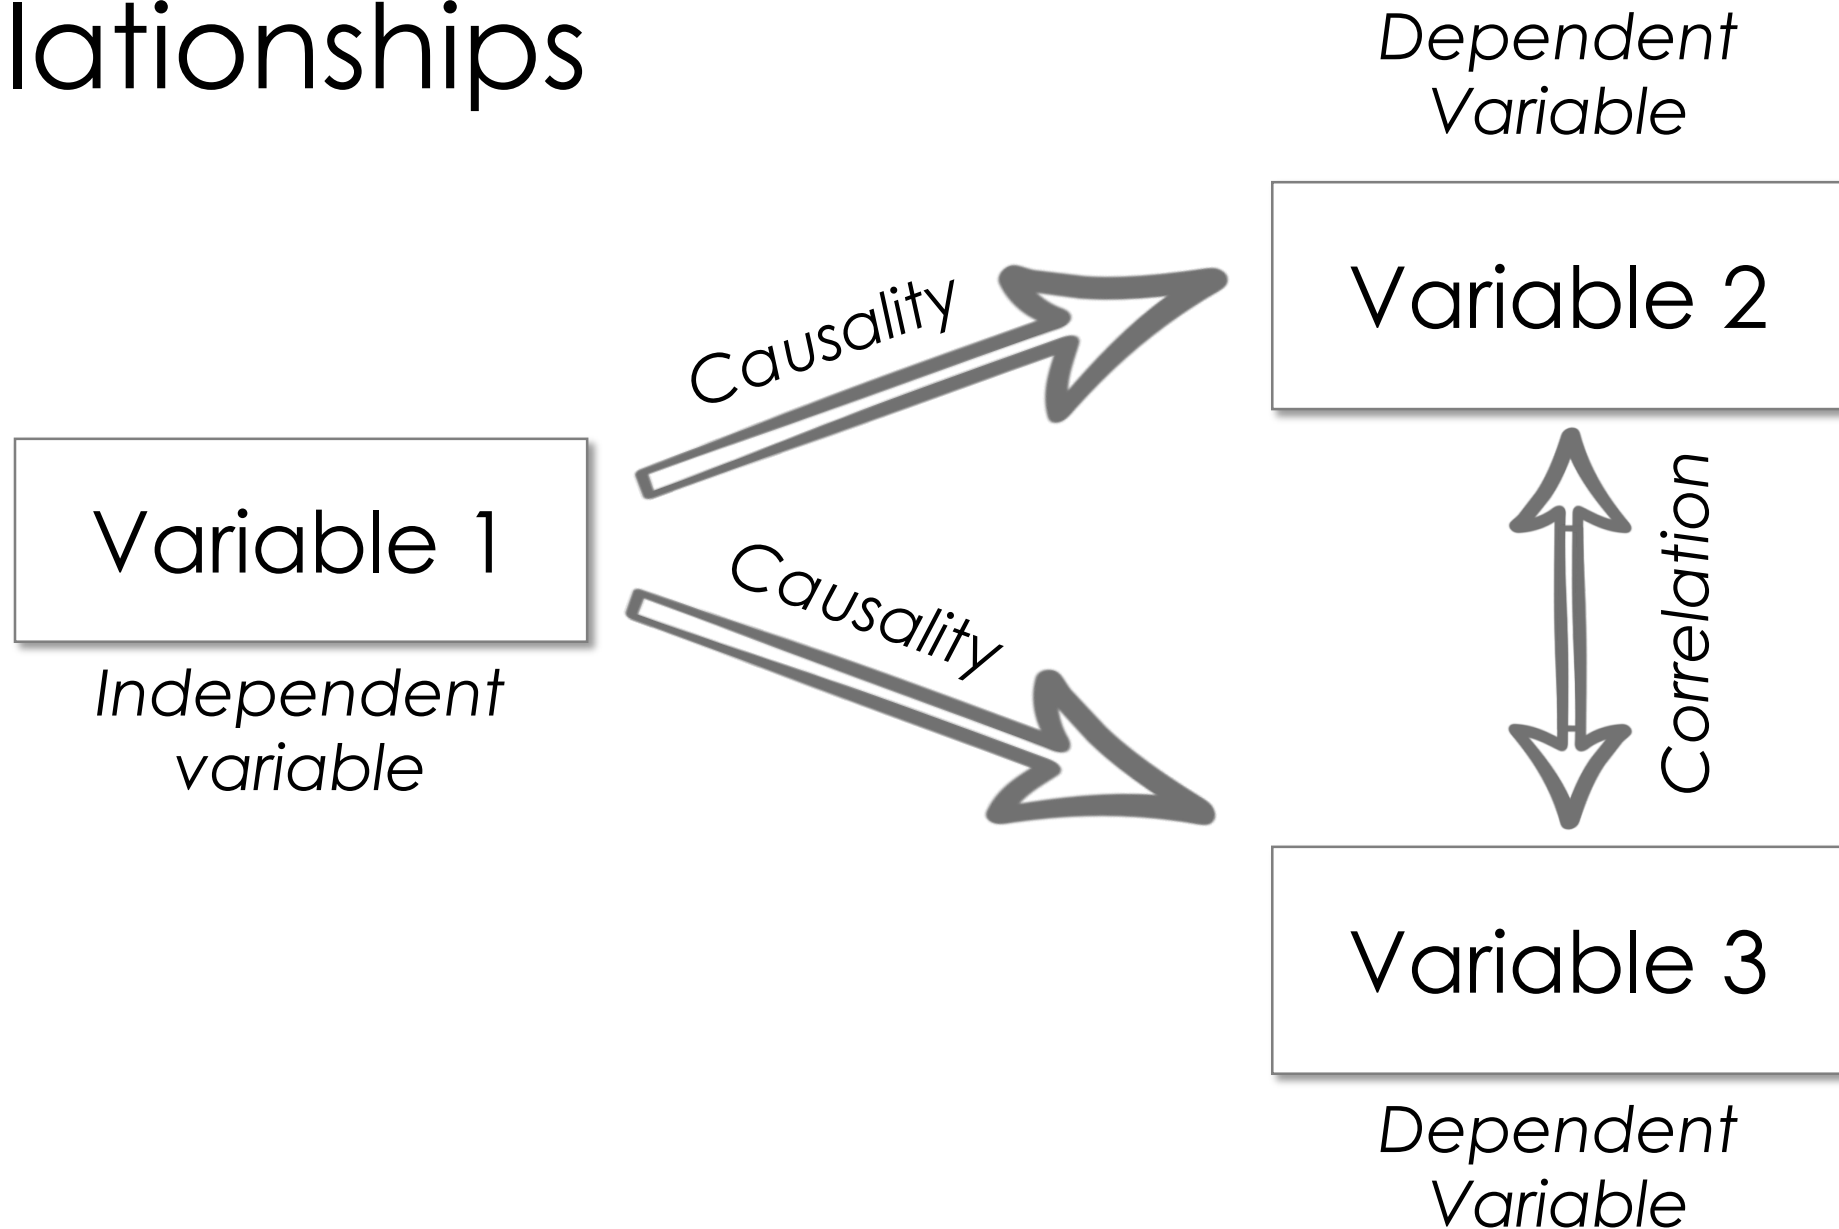 lationships
Dependent
Variable
Variable 2
Causality
Variable 1
Independent
variable
Causality
Correlation
Variable 3
Dependent
Variable